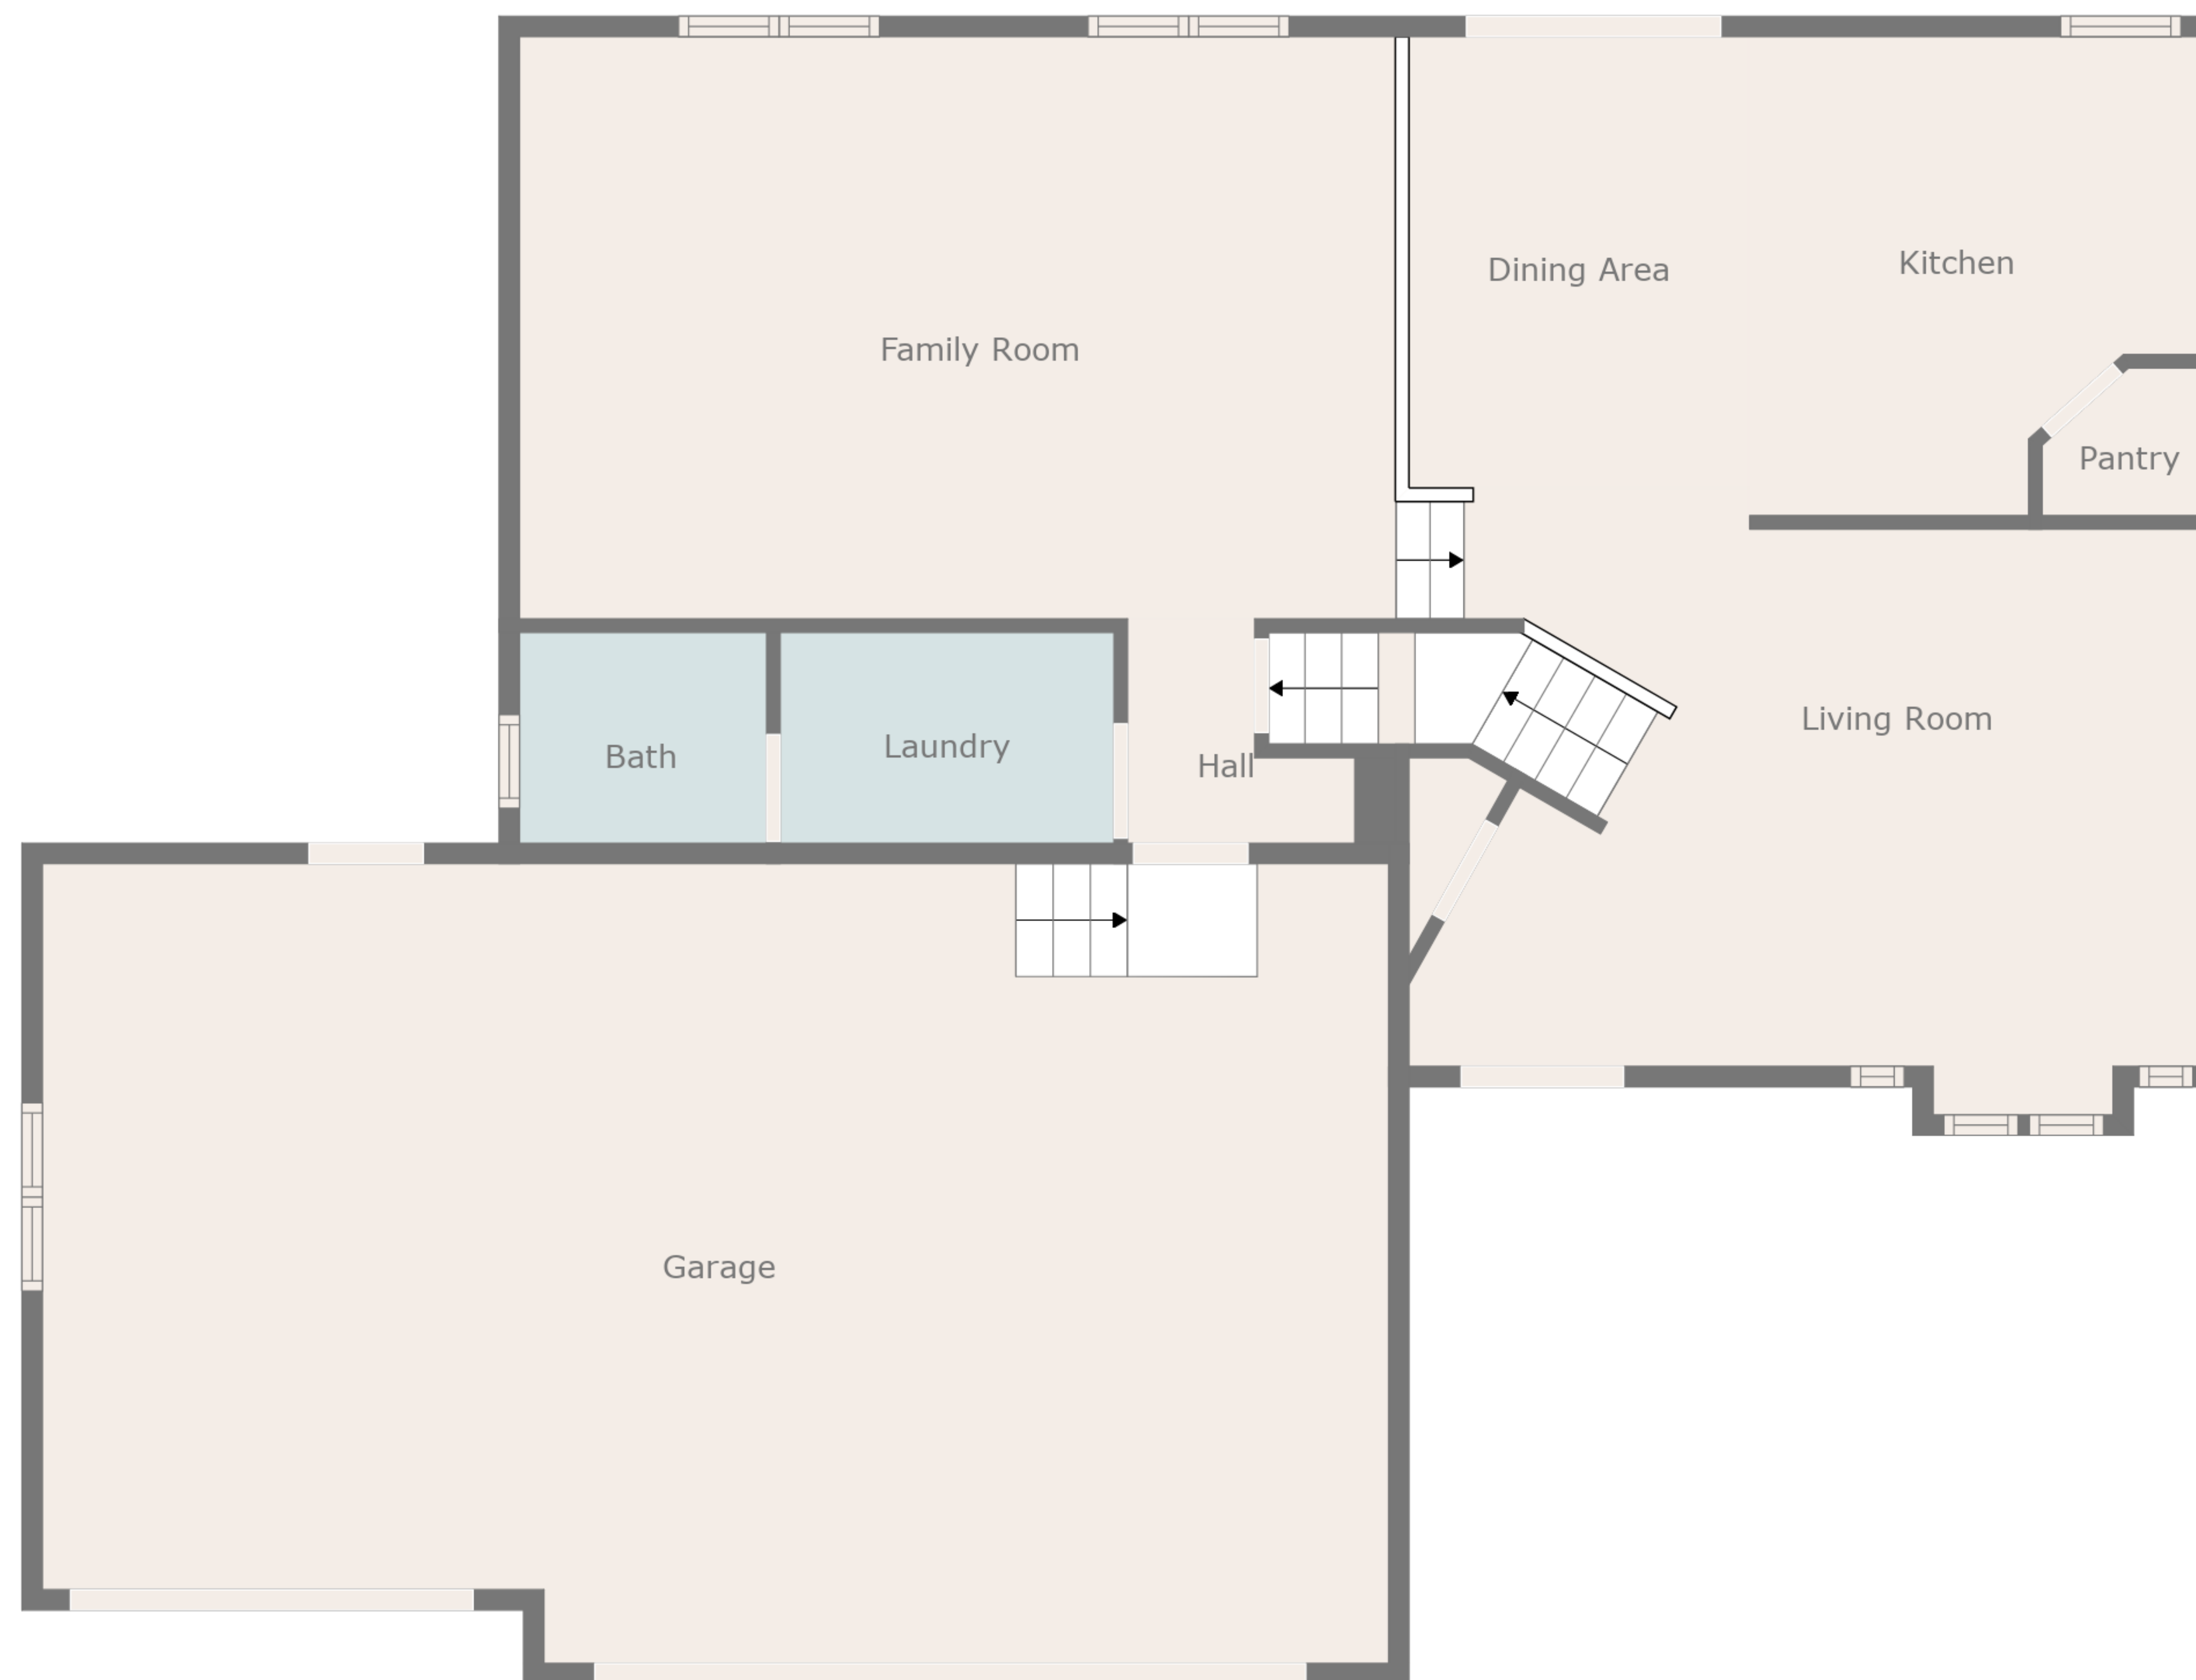 Kitchen
Dining Area
Family Room
Pantry
Living Room
Laundry
Bath
Hall
Garage